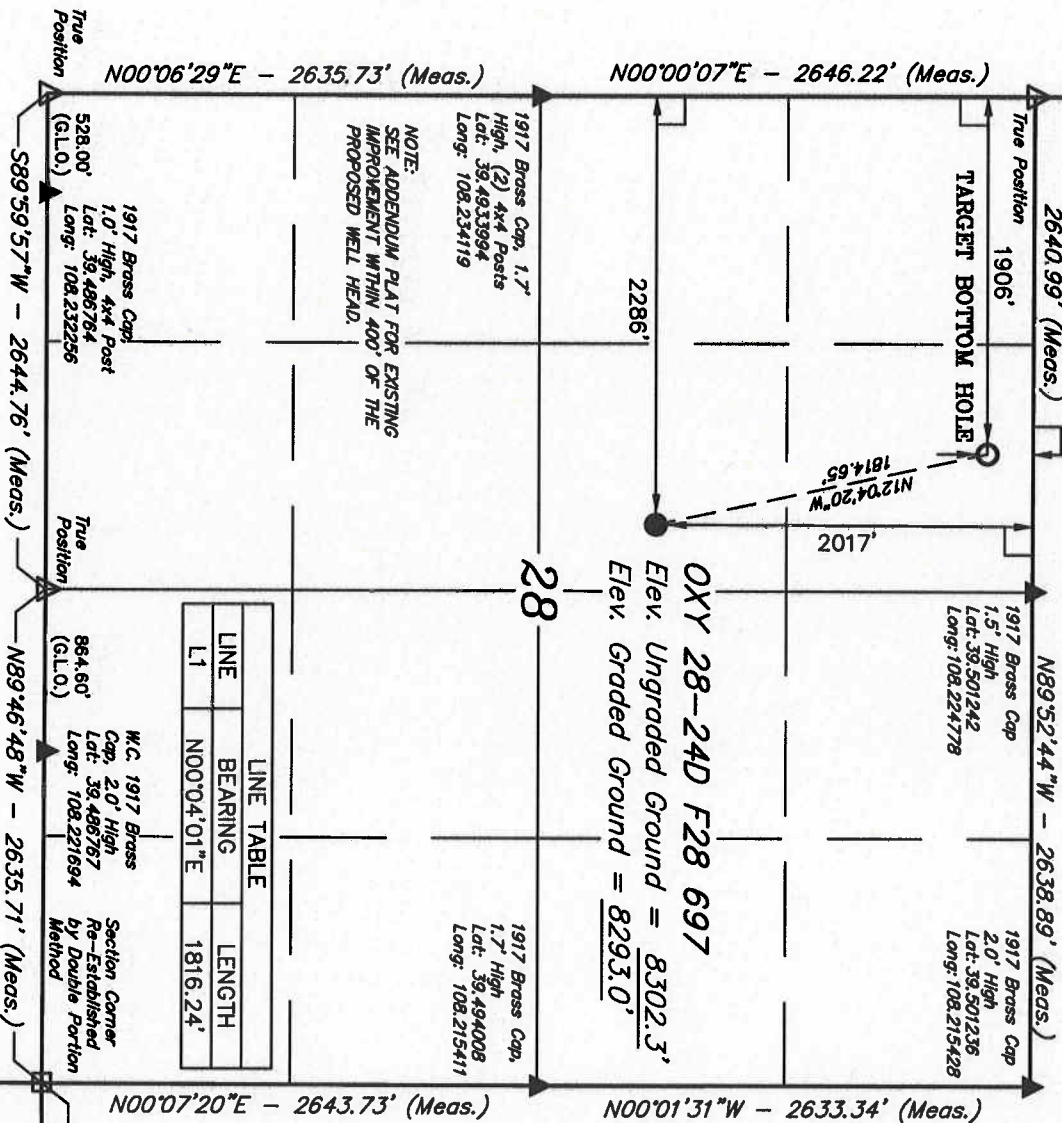 2640.99' (Meas.)
N89°52'44"W - 2638.89' (Meas.)
True Position
1906'
TARGET BOTTOM HOLE
N12°04'20"W
1814.65'
2017'
2286'
1917 Brass Cap
1.5' High
Lat: 39.501242
Long: 108.224778
1917 Brass Cap
2.0' High
Lat: 39.501236
Long: 108.215428
N00°00'07"E - 2646.22' (Meas.)
N00°01'31"W - 2633.34' (Meas.)
OXY 28-24D F28 697
Elev. Ungraded Ground = 8302.3'
Elev. Graded Ground = 8293.0'
28
1917 Brass Cap, 1.7'
High, (2) 4x4 Posts
Lat: 39.493994
Long: 108.234119
1917 Brass Cap,
1.7' High
Lat: 39.494008
Long: 108.215411
NOTE:
SEE ADDENDUM PLAT FOR EXISTING
IMPROVEMENT WITHIN 400' OF THE
PROPOSED WELL HEAD.
N00°06'29"E - 2635.73' (Meas.)
N00°07'20"E - 2643.73' (Meas.)
LINE TABLE
LINE BEARING LENGTH
L1 N00°04'01"E 1816.24'
1917 Brass Cap,
1.0' High, 4x4 Post
Lat: 39.486764
Long: 108.232256
W.C. 1917 Brass
Cap, 2.0' High
Lat: 39.486767
Long: 108.221694
Section Corner
Re-Established
by Double Portion
Method
528.00'
(G.L.O.)
True
Position
True
Position
864.60'
(G.L.O.)
S89°59'57"W - 2644.76' (Meas.)
N89°46'48"W - 2635.71' (Meas.)